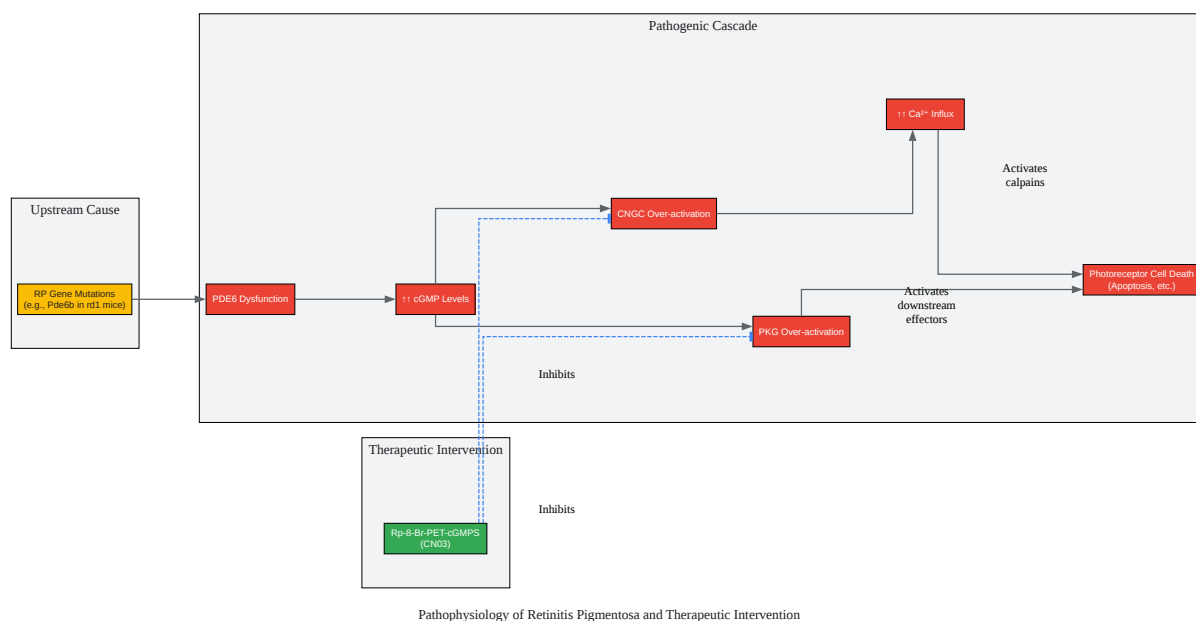 Pathogenic Cascade
↑↑ Ca²⁺ Influx
Activates
calpains
Upstream Cause
CNGC Over-activation
RP Gene Mutations
(e.g., Pde6b in rd1 mice)
PDE6 Dysfunction
↑↑ cGMP Levels
Photoreceptor Cell Death
(Apoptosis, etc.)
Activates
downstream
effectors
PKG Over-activation
Inhibits
Therapeutic Intervention
Inhibits
Rp-8-Br-PET-cGMPS
(CN03)
Pathophysiology of Retinitis Pigmentosa and Therapeutic Intervention